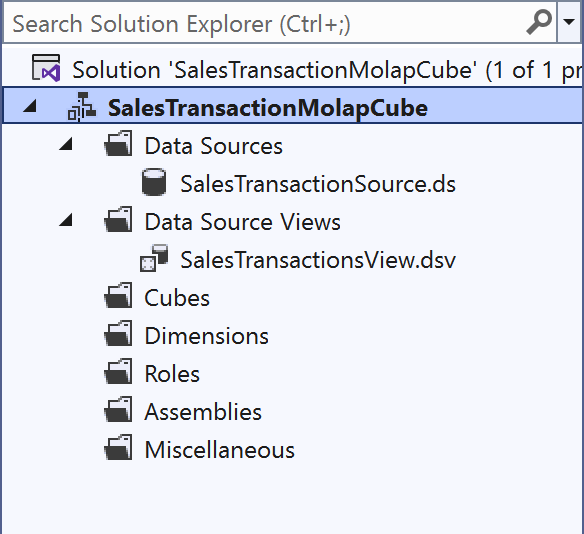 Search Solution Explorer (Ctrl+;)
Solution 'SalesTransactionMolapCube' (1 of 1 pr
SalesTransactionMolapCube
Data Sources
SalesTransactionSource.ds
Data Source Views
SalesTransactionsView.dsv
Cubes
Dimensions
Roles
Assemblies
Miscellaneous